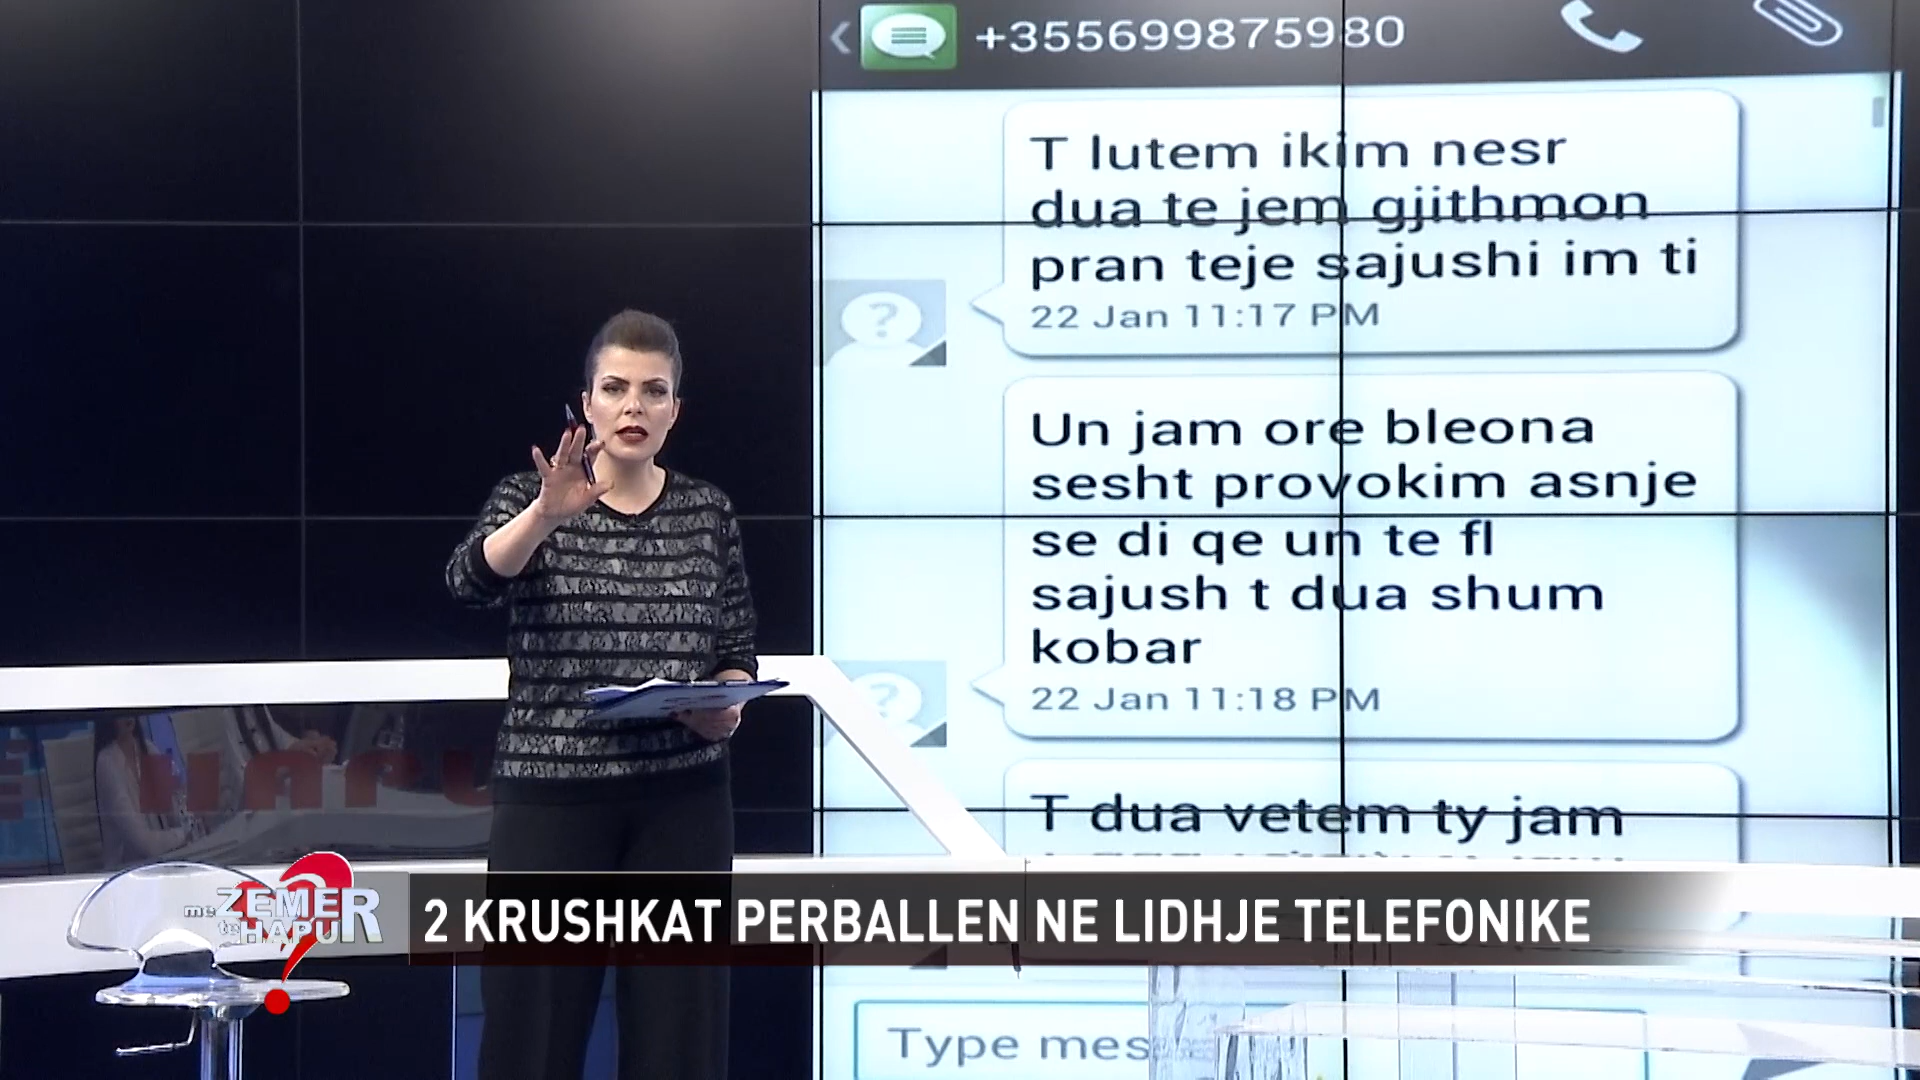 +355699875980
T lutem ikim nesr
dua te jem gjithmon
pran teje sajushi im ti
22 Jan 11:17 PM
Un jam ore bleona
sesht provokim asnje
se di qe un te fl
sajush t dua shum
kobar
22 Jan 11:18 PM
T dua vetem ty jam
me ZEMER
te HAPUR
2 KRUSHKAT PERBALLEN NE LIDHJE TELEFONIKE
Type mes